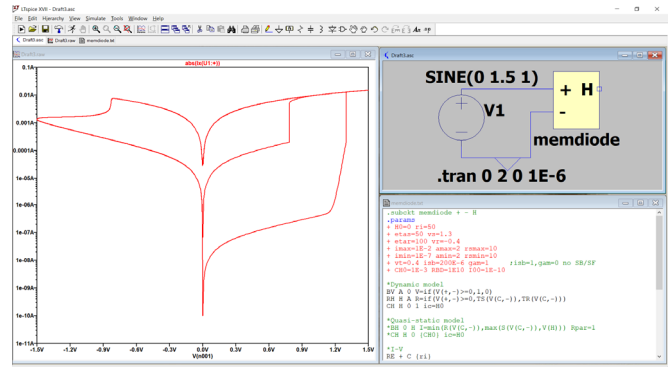 LTspice XVII - Draft3.asc
File Edit Hierarchy View Simulate Tools Window Help
Draft3.asc Draft3.raw memdiode.txt
Draft3.raw
abs(Ix(U1:+))
0.1A
0.01A
0.001A
0.0001A
1e-05A
1e-06A
1e-07A
1e-08A
1e-09A
1e-10A
1e-11A
-1.5V -1.2V -0.9V -0.6V -0.3V 0.0V 0.3V 0.6V 0.9V 1.2V 1.5V
V(n001)
Draft3.asc
SINE(0 1.5 1)
+ H
V1
-
memdiode
.tran 0 2 0 1E-6
memdiode.txt
.subckt memdiode + - H
.params
+ H0=0 ri=50
+ etas=50 vs=1.3
+ etar=100 vr=-0.4
+ imax=1E-2 amax=2 rsmax=10
+ imin=1E-7 amin=2 rsmin=10
+ vt=0.4 isb=200E-6 gam=1 ;isb=1,gam=0 no SB/SF
+ CH0=1E-3 RPP=1E10 I00=1E-10
*Dynamic model
BV A 0 V=if(V(+,-)>=0,1,0)
RH H A R=if(V(+,-)>=0,TS(V(C,-)),TR(V(C,-)))
CH H 0 1 ic=H0
*Quasi-static model
*BH 0 H I=min(R(V(C,-)),max(S(V(C,-)),V(H))) Rpar=1
*CH H 0 {CH0} ic=H0
*I-V
RE + C {ri}